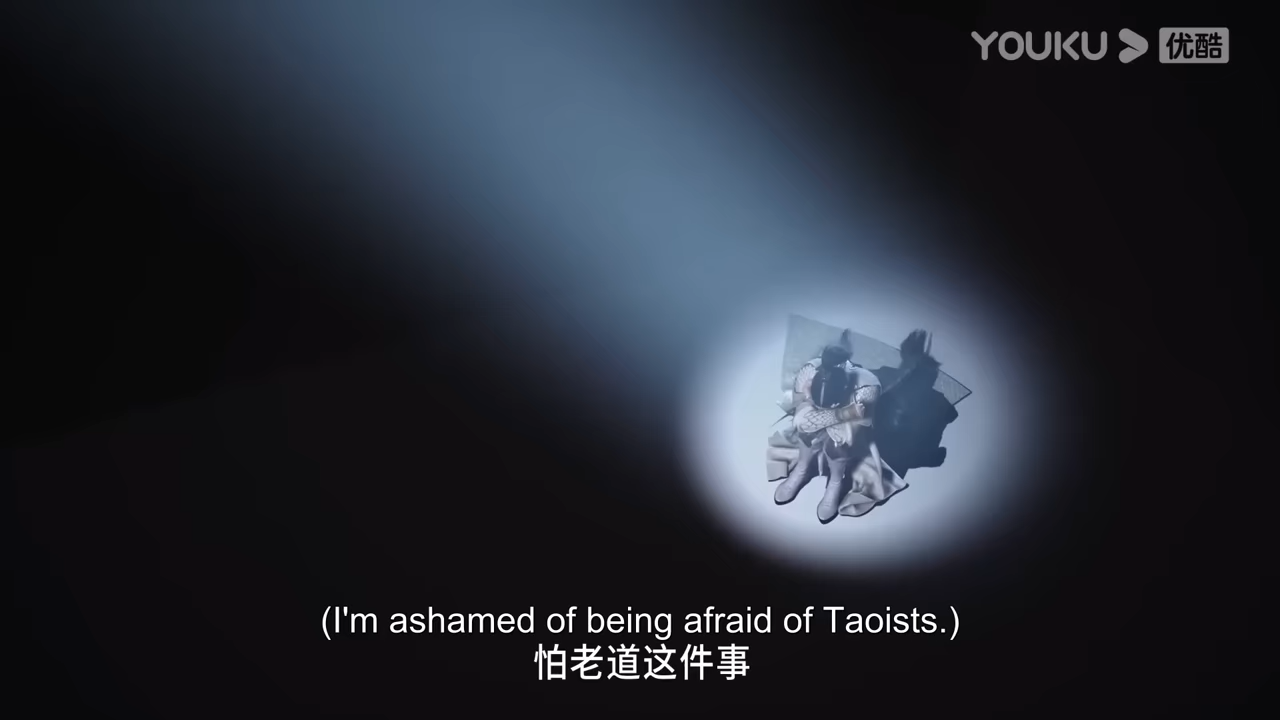 YOUKU 优酷
(I'm ashamed of being afraid of Taoists.)
怕老道这件事